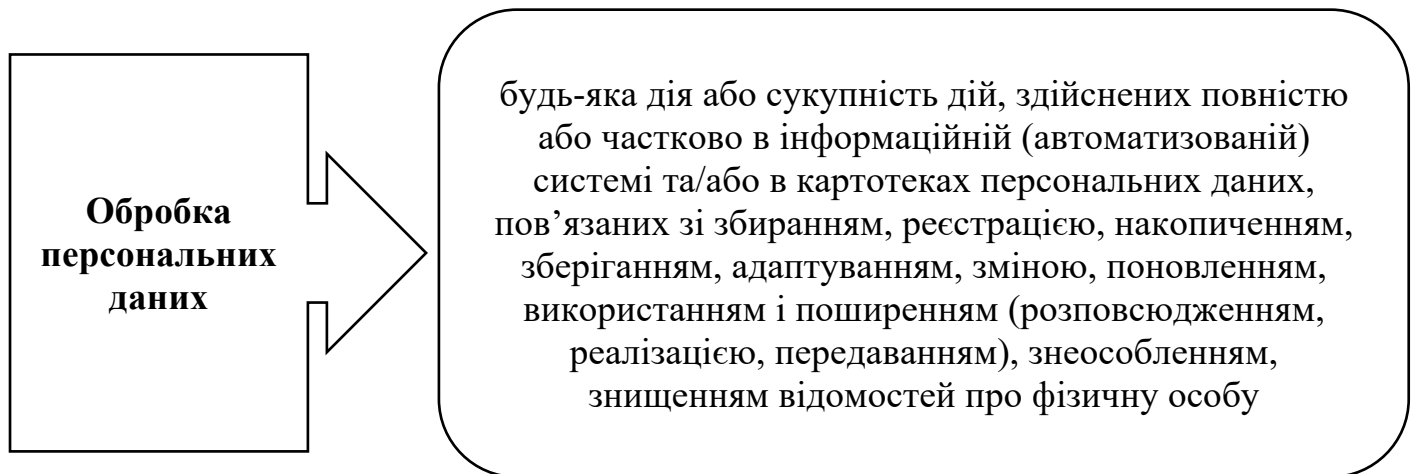 Обробка
персональних
даних
будь-яка дія або сукупність дій, здійснених повністю
або частково в інформаційній (автоматизованій)
системі та/або в картотеках персональних даних,
пов’язаних зі збиранням, реєстрацією, накопиченням,
зберіганням, адаптуванням, зміною, поновленням,
використанням і поширенням (розповсюдженням,
реалізацією, передаванням), знеособленням,
знищенням відомостей про фізичну особу